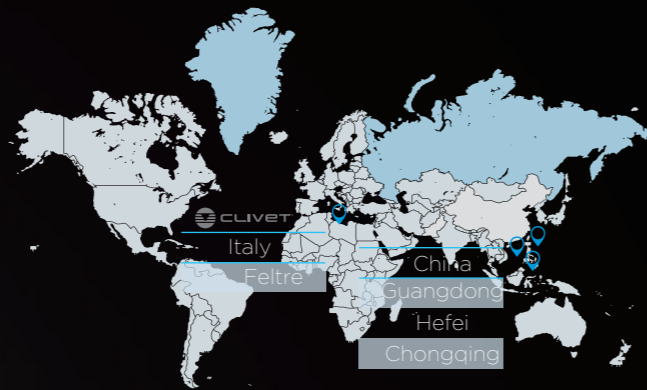 CLIVET
Italy
Feltre
China
Guangdong
Hefei
Chongqing